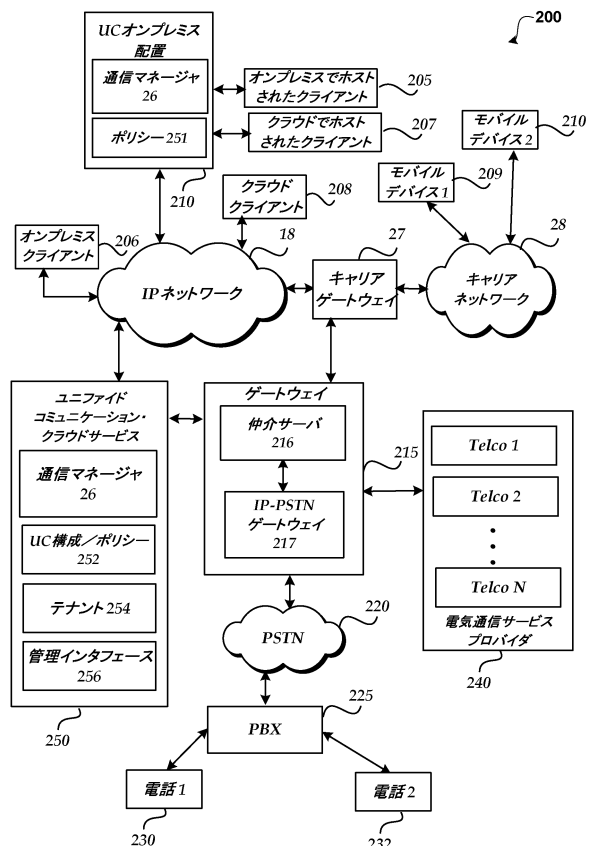 200
UCオンプレミス
配置
通信マネージャ
26
ポリシー251
210
オンプレミスでホスト
されたクライアント
205
クラウドでホスト
されたクライアント
207
モバイル
デバイス2
210
モバイル
デバイス1
209
クラウド
クライアント
208
オンプレミス
クライアント
206
IPネットワーク
18
キャリア
ゲートウェイ
27
キャリア
ネットワーク
28
ユニファイド
コミュニケーション・
クラウドサービス
通信マネージャ
26
UC構成／ポリシー
252
テナント254
管理インタフェース
256
250
ゲートウェイ
仲介サーバ
216
IP-PSTN
ゲートウェイ
217
215
Telco 1
Telco 2
Telco N
電気通信サービス
プロバイダ
240
PSTN
220
PBX
225
電話1
230
電話2
232